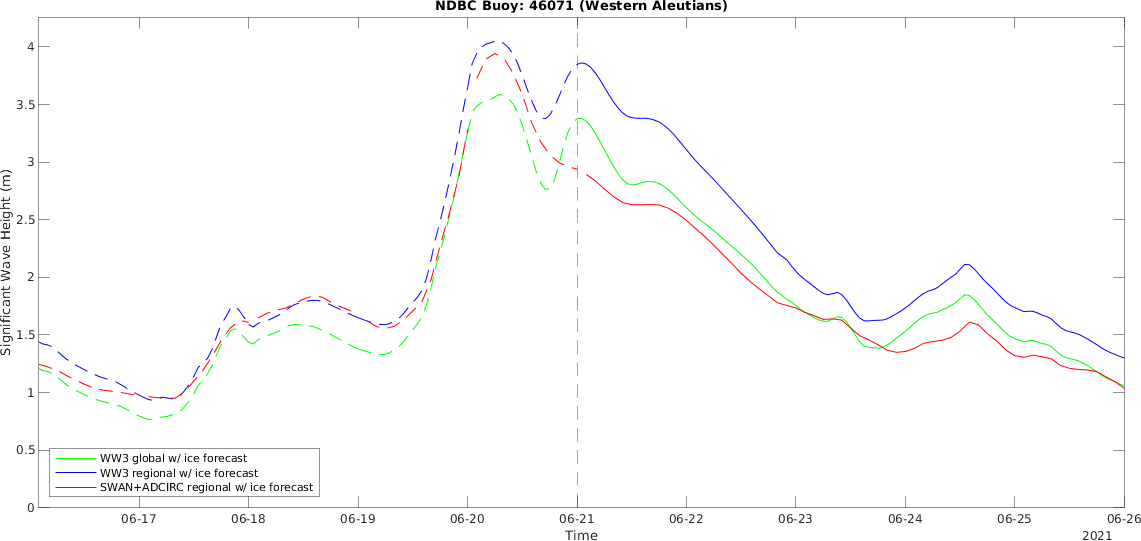 NDBC Buoy: 46071 (Western Aleutians)
Significant Wave Height (m)
4
3.5
3
2.5
2
1.5
1
0.5
0
WW3 global w/ ice forecast
WW3 regional w/ ice forecast
SWAN+ADCIRC regional w/ ice forecast
06-17 06-18 06-19 06-20 06-21 06-22 06-23 06-24 06-25 06-26
Time
2021